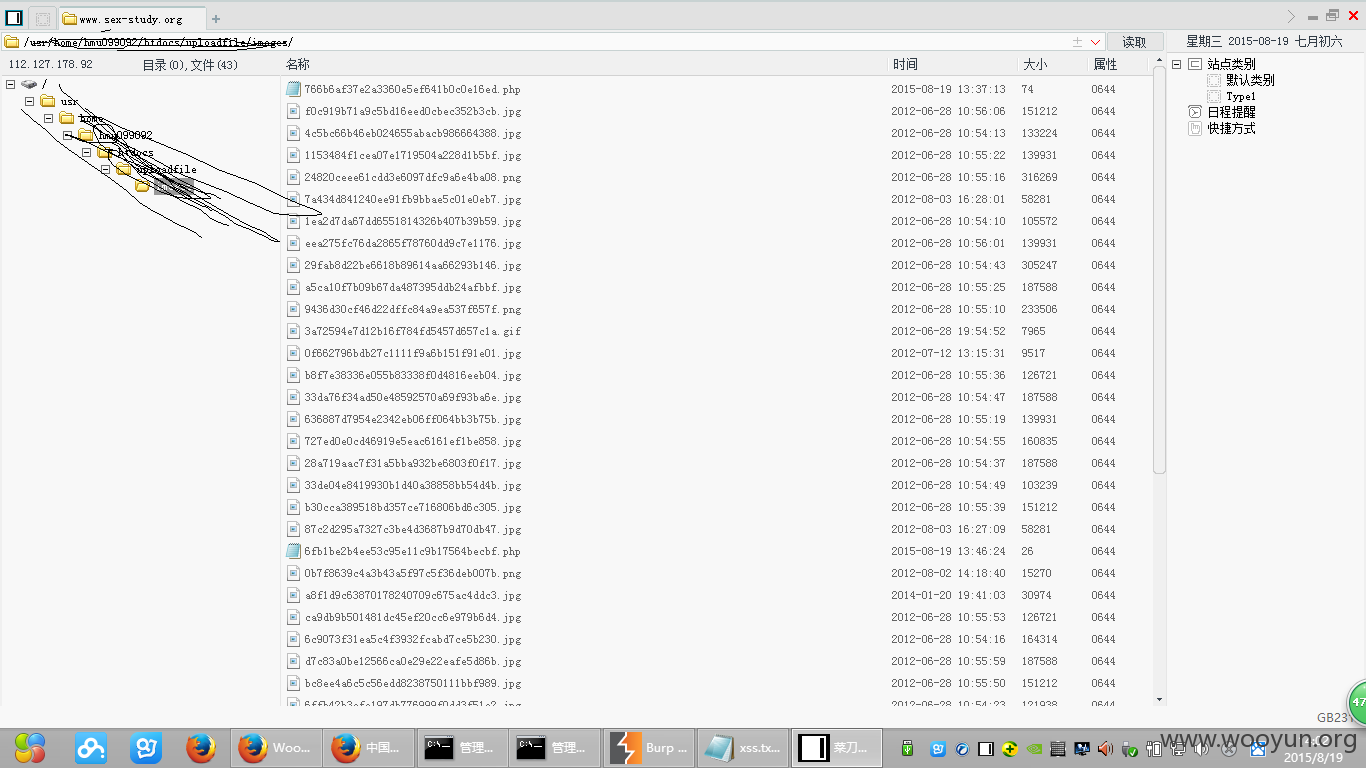 www.sex-study.org
/usr/home/hmu099092/htdocs/uploadfile/images/
读取
星期三 2015-08-19 七月初六
112.127.178.92
目录(0),文件(43)
名称
时间
大小
属性
/
usr
home
hmu099092
htdocs
uploadfile
766b6af37e2a3360e5ef641b0c0e16ed.php 2015-08-19 13:37:13 74 0644
f0c919b71a9c5bd16eed0cbec352b3cb.jpg 2012-06-28 10:56:06 151212 0644
4c5bc66b46eb024655abacb986664388.jpg 2012-06-28 10:54:13 133224 0644
1153484f1cea07e1719504a228d1b5bf.jpg 2012-06-28 10:55:22 139931 0644
24820ceee61cdd3e6097dfc9a6e4ba08.png 2012-06-28 10:55:16 316269 0644
7a434d841240ee91fb9bbae5c01e0eb7.jpg 2012-08-03 16:28:01 58281 0644
1ea2d7da67dd6551814326b407b39b59.jpg 2012-06-28 10:54:10 105572 0644
eea275fc76da2865f78760dd9c7e1176.jpg 2012-06-28 10:56:01 139931 0644
29fab8d22be6618b89614aa66293b146.jpg 2012-06-28 10:54:43 305247 0644
a5ca10f7b09b67da487395ddb24afbbf.jpg 2012-06-28 10:55:25 187588 0644
9436d30cf46d22dffc84a9ea537f657f.png 2012-06-28 10:55:10 233506 0644
3a72594e7d12b16f784fd5457d657c1a.gif 2012-06-28 19:54:52 7965 0644
0f662796bdb27c1111f9a6b151f91e01.jpg 2012-07-12 13:15:31 9517 0644
b8f7e38336e055b83338f0d4816eeb04.jpg 2012-06-28 10:55:36 126721 0644
33da76f34ad50e48592570a69f93ba6e.jpg 2012-06-28 10:54:47 187588 0644
636887d7954e2342eb06ff064bb3b75b.jpg 2012-06-28 10:55:19 139931 0644
727ed0e0cd46919e5eac6161ef1be858.jpg 2012-06-28 10:54:55 160835 0644
28a719aac7f31a5bba932be6803f0f17.jpg 2012-06-28 10:54:37 187588 0644
33de04e8419930b1d40a38858bb54d4b.jpg 2012-06-28 10:54:49 103239 0644
b30cca389518bd357ce716806bd6c305.jpg 2012-06-28 10:55:39 151212 0644
87c2d295a7327c3be4d3687b9d70db47.jpg 2012-08-03 16:27:09 58281 0644
6fb1be2b4ee53c95e11c9b17564becbf.php 2015-08-19 13:46:24 26 0644
0b7f8639c4a3b43a5f97c5f36deb007b.png 2012-08-02 14:18:40 15270 0644
a8f1d9c63870178240709c675ac4ddc3.jpg 2014-01-20 19:41:03 30974 0644
ca9db9b501481dc45ef20cc6e979b6d4.jpg 2012-06-28 10:55:53 126721 0644
6c9073f31ea5c4f3932fcabd7ce5b230.jpg 2012-06-28 10:54:16 164314 0644
d7c83a0be12566ca0e29e22eafe5d86b.jpg 2012-06-28 10:55:59 187588 0644
bc8ee4a6c5c56edd8238750111bbf989.jpg 2012-06-28 10:55:50 151212 0644
站点类别
默认类别
Type1
日程提醒
快捷方式
47
GB231
Woo...
中国...
管理...
管理...
Burp ...
xss.tx...
菜刀...
www.wooyun.org
2015/8/19